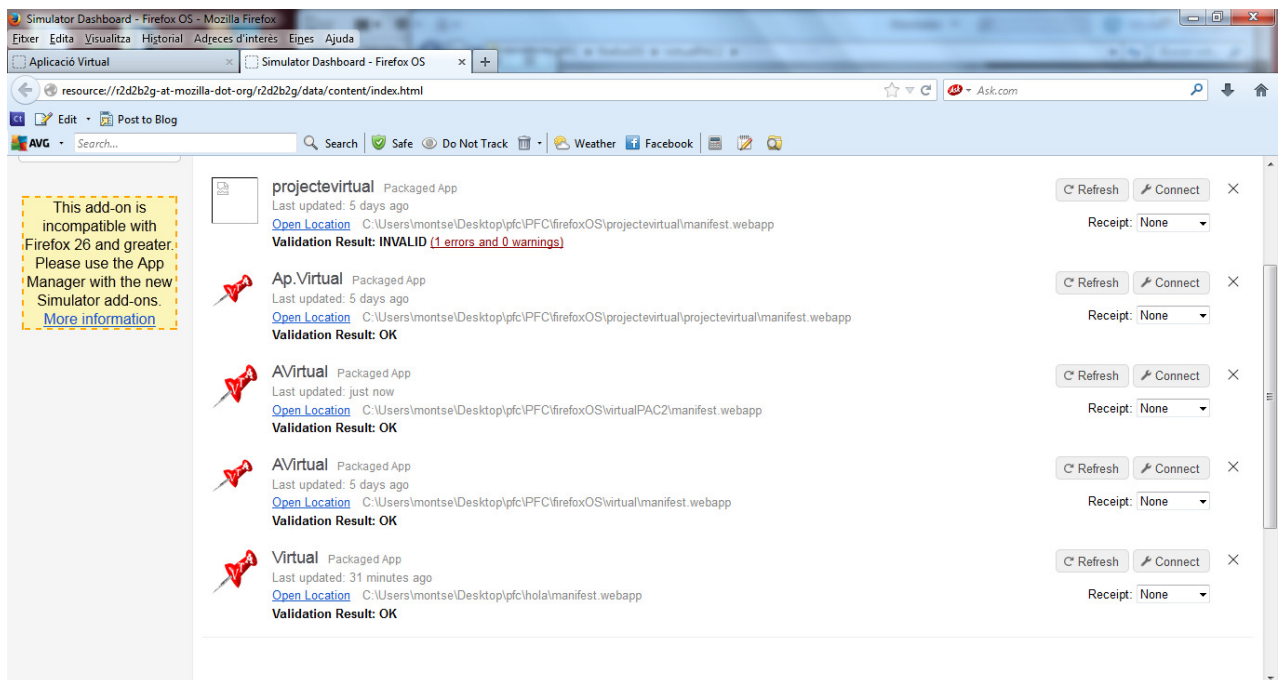 Simulator Dashboard - Firefox OS - Mozilla Firefox
Fitxer Edita Visualitza Historial Adreces d'interès Eines Ajuda
Aplicació Virtual × Simulator Dashboard - Firefox OS × +
resource://r2d2b2g-at-mozilla-dot-org/r2d2b2g/data/content/index.html Ask.com
Edit Post to Blog
AVG Search... Search Safe Do Not Track Weather Facebook
This add-on is
incompatible with
Firefox 26 and greater.
Please use the App
Manager with the new
Simulator add-ons.
More information
projectevirtual Packaged App Refresh Connect
Last updated: 5 days ago
Open Location C:\Users\montse\Desktop\pfc\PFC\firefoxOS\projectevirtual\manifest.webapp Receipt: None
Validation Result: INVALID (1 errors and 0 warnings)
Ap.Virtual Packaged App Refresh Connect
Last updated: 5 days ago
Open Location C:\Users\montse\Desktop\pfc\PFC\firefoxOS\projectevirtual\projectevirtual\manifest.webapp Receipt: None
Validation Result: OK
AVirtual Packaged App Refresh Connect
Last updated: just now
Open Location C:\Users\montse\Desktop\pfc\PFC\firefoxOS\virtualPAC2\manifest.webapp Receipt: None
Validation Result: OK
AVirtual Packaged App Refresh Connect
Last updated: 5 days ago
Open Location C:\Users\montse\Desktop\pfc\PFC\firefoxOS\virtual\manifest.webapp Receipt: None
Validation Result: OK
Virtual Packaged App Refresh Connect
Last updated: 31 minutes ago
Open Location C:\Users\montse\Desktop\pfc\hola\manifest.webapp Receipt: None
Validation Result: OK